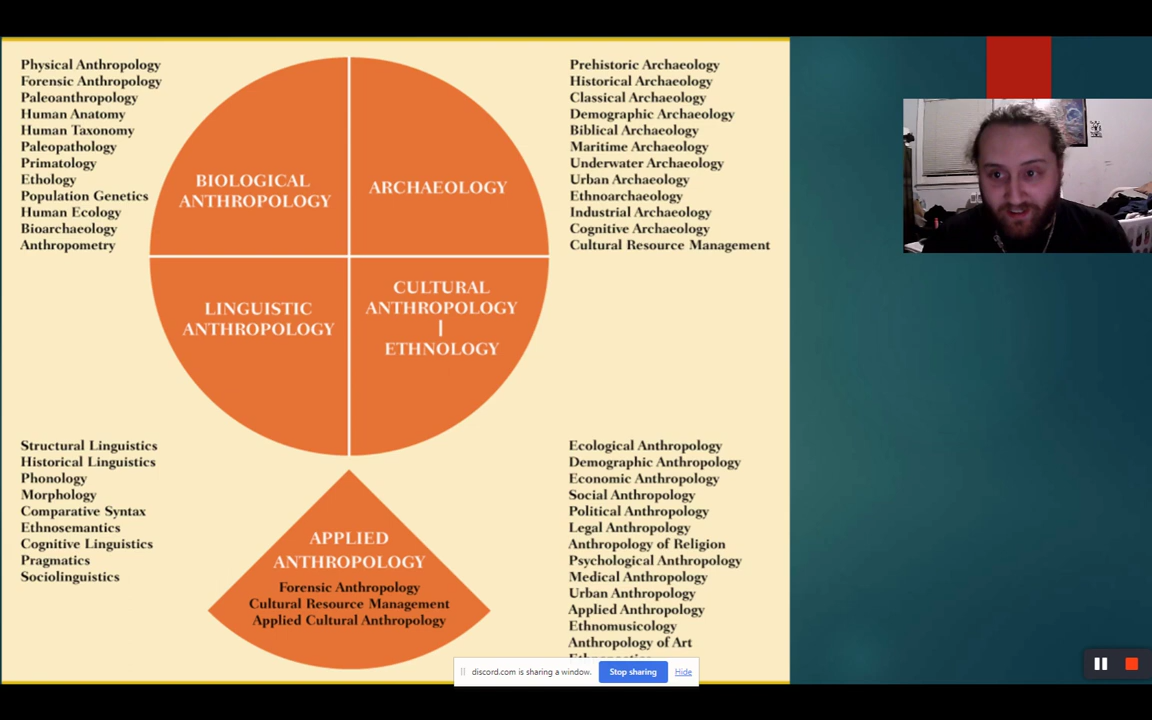 Physical Anthropology
Forensic Anthropology
Paleoanthropology
Human Anatomy
Human Taxonomy
Paleopathology
Primatology
Ethology
Population Genetics
Human Ecology
Bioarchaeology
Anthropometry
BIOLOGICAL
ANTHROPOLOGY
ARCHAEOLOGY
Prehistoric Archaeology
Historical Archaeology
Classical Archaeology
Demographic Archaeology
Biblical Archaeology
Maritime Archaeology
Underwater Archaeology
Urban Archaeology
Ethnoarchaeology
Industrial Archaeology
Cognitive Archaeology
Cultural Resource Management
LINGUISTIC
ANTHROPOLOGY
CULTURAL
ANTHROPOLOGY
|
ETHNOLOGY
Structural Linguistics
Historical Linguistics
Phonology
Morphology
Comparative Syntax
Ethnosemantics
Cognitive Linguistics
Pragmatics
Sociolinguistics
APPLIED
ANTHROPOLOGY
Forensic Anthropology
Cultural Resource Management
Applied Cultural Anthropology
Ecological Anthropology
Demographic Anthropology
Economic Anthropology
Social Anthropology
Political Anthropology
Legal Anthropology
Anthropology of Religion
Psychological Anthropology
Medical Anthropology
Urban Anthropology
Applied Anthropology
Ethnomusicology
Anthropology of Art
discord.com is sharing a window.
Stop sharing
Hide